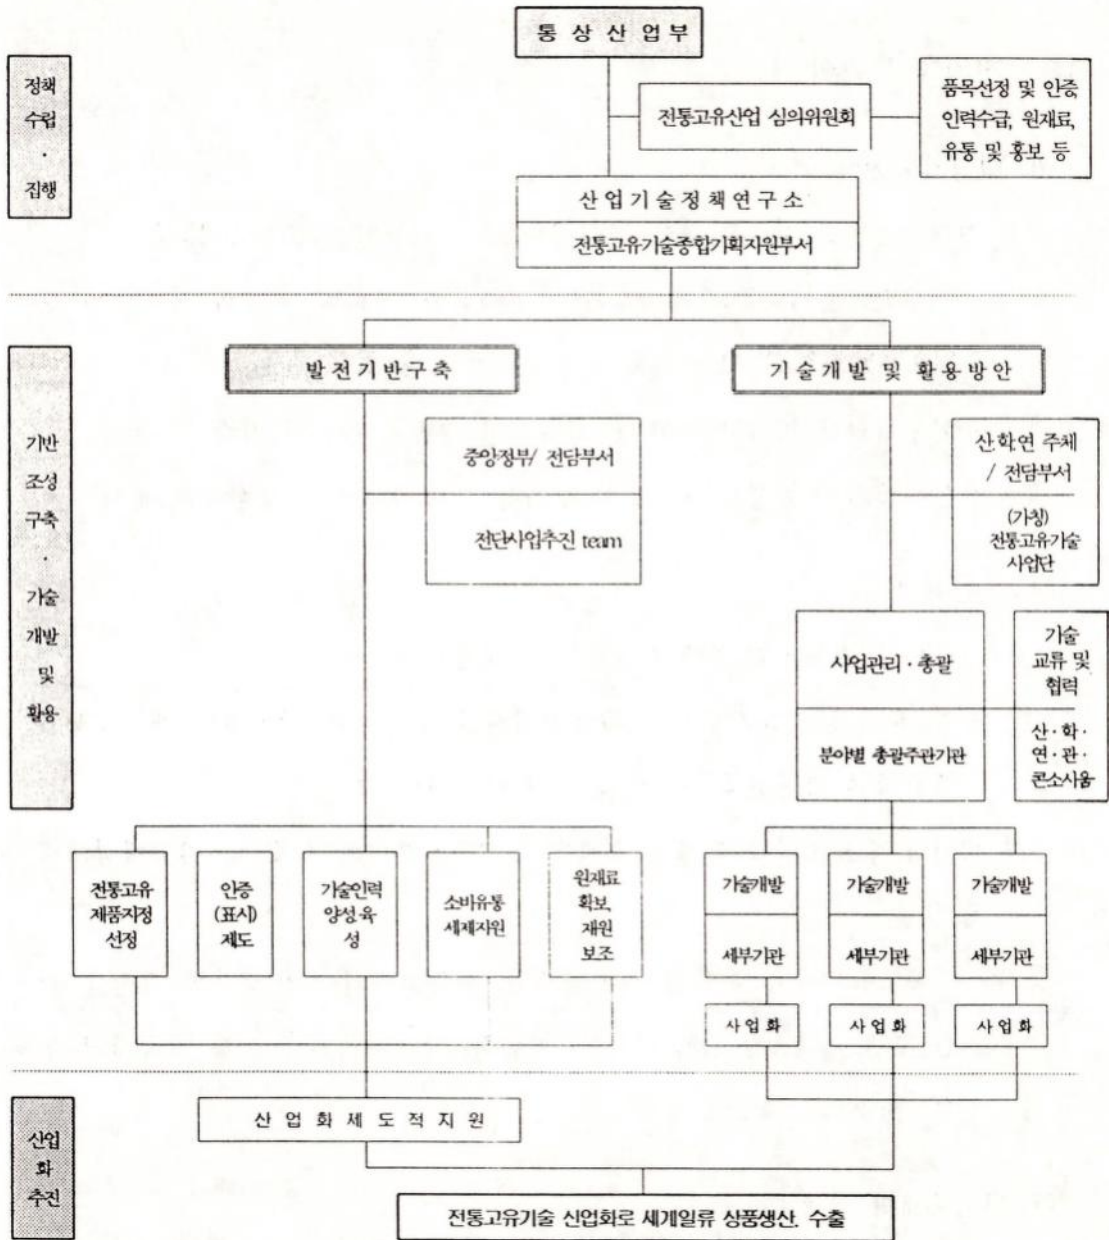 통 상 산 업 부
정책
수립
·
집행
전통고유산업 심의위원회
품목선정 및 인증
인력수급, 원재료,
유통 및 홍보 등
산 업 기 술 정 책 연 구 소
전통고유기술종합기획지원부서
발 전 기 반 구 축
기 술 개 발 및 활 용 방 안
기반
조성
구축
·
기술
개발
및
활용
중앙정부/ 전담부서
전단사업추진 team
산.학.연 주체
/ 전담부서
(가칭)
전통고유기술
사업단
사업관리 · 총괄
분야별 총괄주관기관
기술
교류 및
협력
산 · 학 ·
연 · 관 ·
콘소시움
전통고유
제품지정
선정
인증
(표시)
제도
기술인력
양성·육
성
소비유통
세제지원
원재료
확보,
재원
보조
기술개발
세부기관
사 업 화
기술개발
세부기관
사 업 화
기술개발
세부기관
사 업 화
산업
화
추진
산 업 화 제 도 적 지 원
전통고유기술 산업화로 세계일류 상품생산, 수출